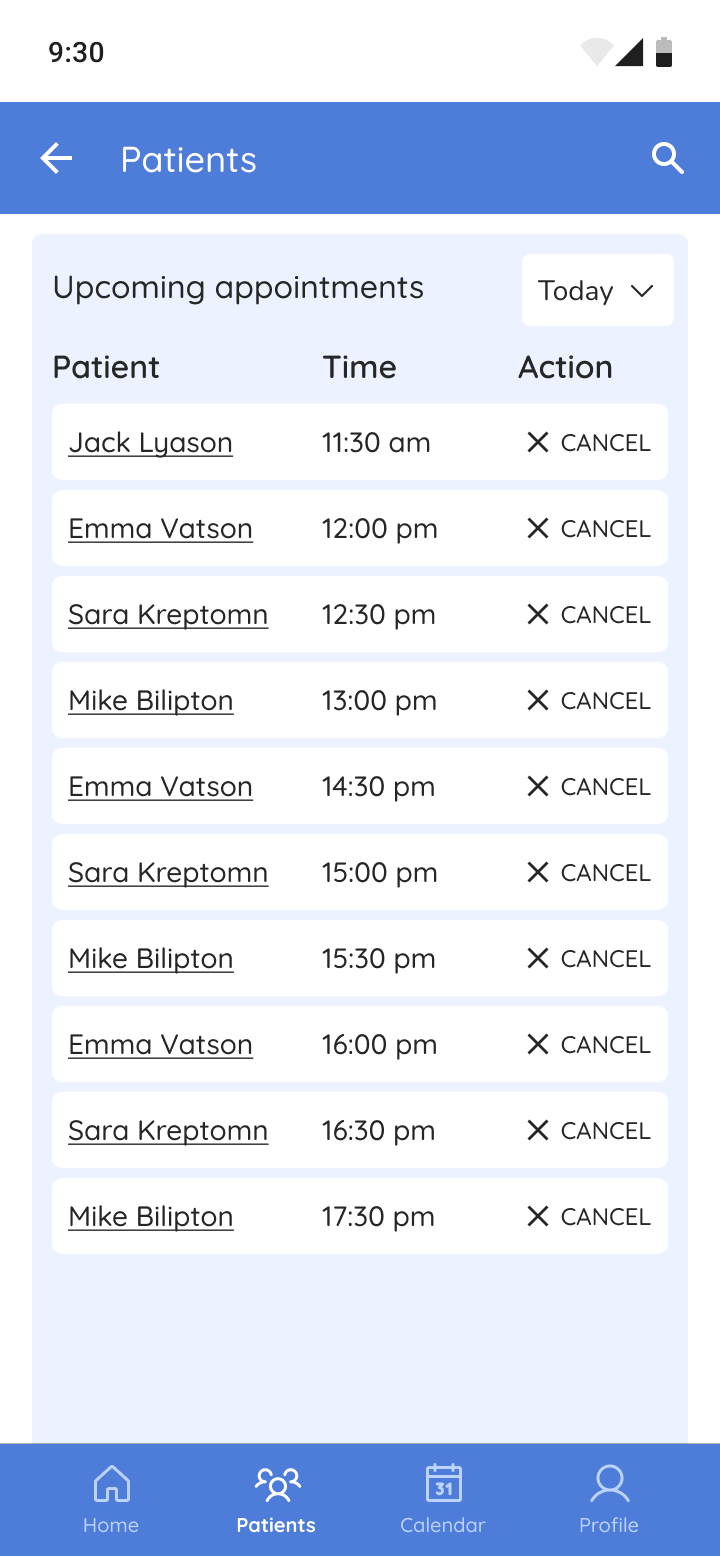 9:30
Patients
Upcoming appointments Today
Patient Time Action
Jack Lyason 11:30 am CANCEL
Emma Vatson 12:00 pm CANCEL
Sara Kreptomn 12:30 pm CANCEL
Mike Bilipton 13:00 pm CANCEL
Emma Vatson 14:30 pm CANCEL
Sara Kreptomn 15:00 pm CANCEL
Mike Bilipton 15:30 pm CANCEL
Emma Vatson 16:00 pm CANCEL
Sara Kreptomn 16:30 pm CANCEL
Mike Bilipton 17:30 pm CANCEL
31
Home Patients Calendar Profile